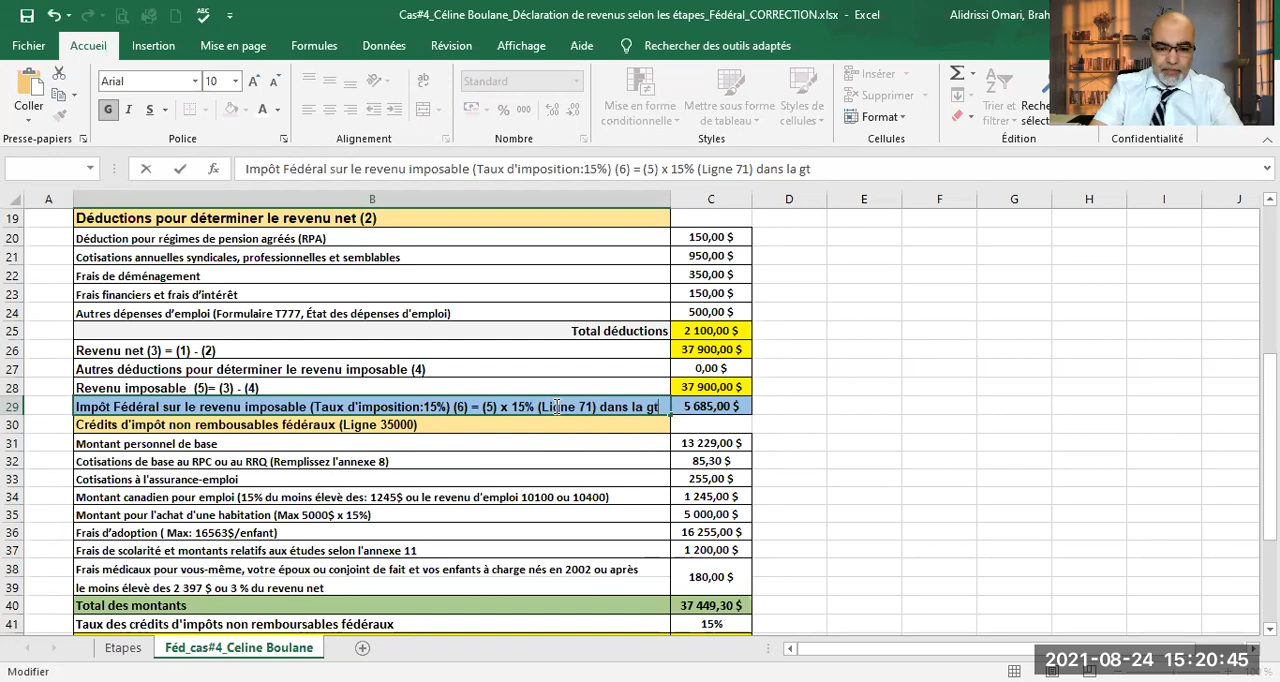 Cas#4_Céline Boulane_Déclaration de revenus selon les étapes_Fédéral_CORRECTION.xlsx - Excel
Alidrissi Omari, Brah
Fichier Accueil Insertion Mise en page Formules Données Révision Affichage Aide Rechercher des outils adaptés
Coller
Arial 10
G I S
Standard
% 000
Mise en forme conditionnelle
Mettre sous forme de tableau
Styles de cellules
Insérer
Supprimer
Format
Trier et filtrer
Reche
sélect
Presse-papiers Police Alignement Nombre Styles Cellules Édition Confidentialité
Impôt Fédéral sur le revenu imposable (Taux d'imposition:15%) (6) = (5) x 15% (Ligne 71) dans la gt
A B C D E F G H I J
19 Déductions pour déterminer le revenu net (2)
20 Déduction pour régimes de pension agréés (RPA) 150,00 $
21 Cotisations annuelles syndicales, professionnelles et semblables 950,00 $
22 Frais de déménagement 350,00 $
23 Frais financiers et frais d’intérêt 150,00 $
24 Autres dépenses d’emploi (Formulaire T777, État des dépenses d'emploi) 500,00 $
25 Total déductions 2 100,00 $
26 Revenu net (3) = (1) - (2) 37 900,00 $
27 Autres déductions pour déterminer le revenu net (4) 0,00 $
28 Revenu imposable (5)= (3) - (4) 37 900,00 $
29 Impôt Fédéral sur le revenu imposable (Taux d'imposition:15%) (6) = (5) x 15% (Ligne 71) dans la gt 5 685,00 $
30 Crédits d'impôt non rembousables fédéraux (Ligne 35000)
31 Montant personnel de base 13 229,00 $
32 Cotisations de base au RPC ou au RRQ (Remplissez l'annexe 8) 85,30 $
33 Cotisations à l'assurance-emploi 255,00 $
34 Montant canadien pour emploi (15% du moins élevè des: 1245$ ou le revenu d'emploi 10100 ou 10400) 1 245,00 $
35 Montant pour l'achat d'une habitation (Max 5000$ x 15%) 5 000,00 $
36 Frais d’adoption ( Max: 16563$/enfant) 16 255,00 $
37 Frais de scolarité et montants relatifs aux études selon l'annexe 11 1 200,00 $
38 Frais médicaux pour vous-même, votre époux ou conjoint de fait et vos enfants à charge nés en 2002 ou après 180,00 $
39 le moins élevè des 2 397 $ ou 3 % du revenu net
40 Total des montants 37 449,30 $
41 Taux des crédits d'impôts non remboursables fédéraux 15%
Etapes Féd_cas#4_Celine Boulane
Modifier
2021-08-24 15:20:45